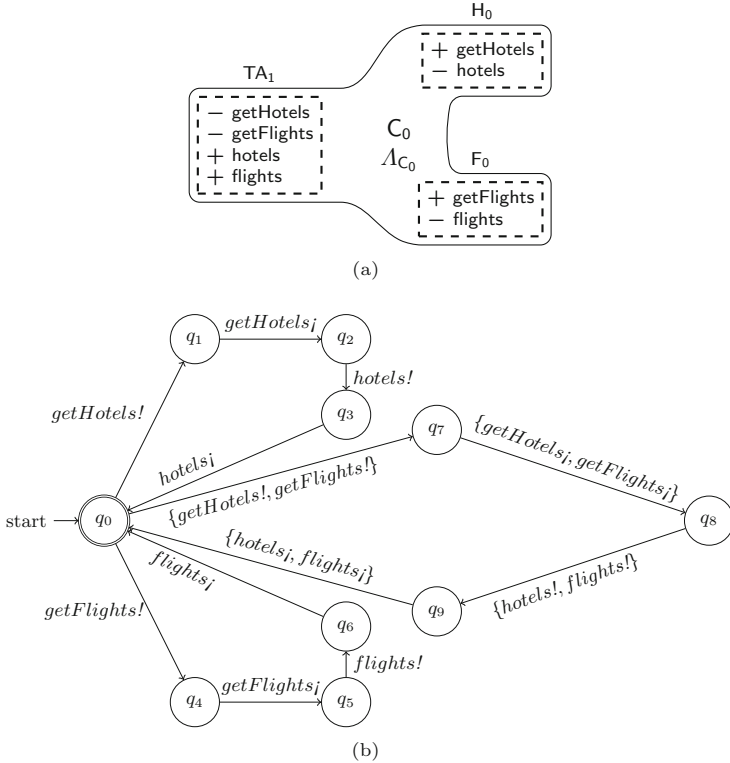 H₀
+ getHotels
− hotels
TA₁
− getHotels
− getFlights
+ hotels
+ flights
C₀
Λ_C₀
F₀
+ getFlights
− flights
(a)
q₁
getHotels¡
q₂
hotels!
getHotels!
q₃
hotels¡
q₇
{getHotels¡, getFlights¡}
{getHotels!, getFlights!}
start
q₀
q₈
{hotels¡, flights¡}
flights¡
q₉
{hotels!, flights!}
getFlights!
q₆
flights!
q₄
getFlights¡
q₅
(b)